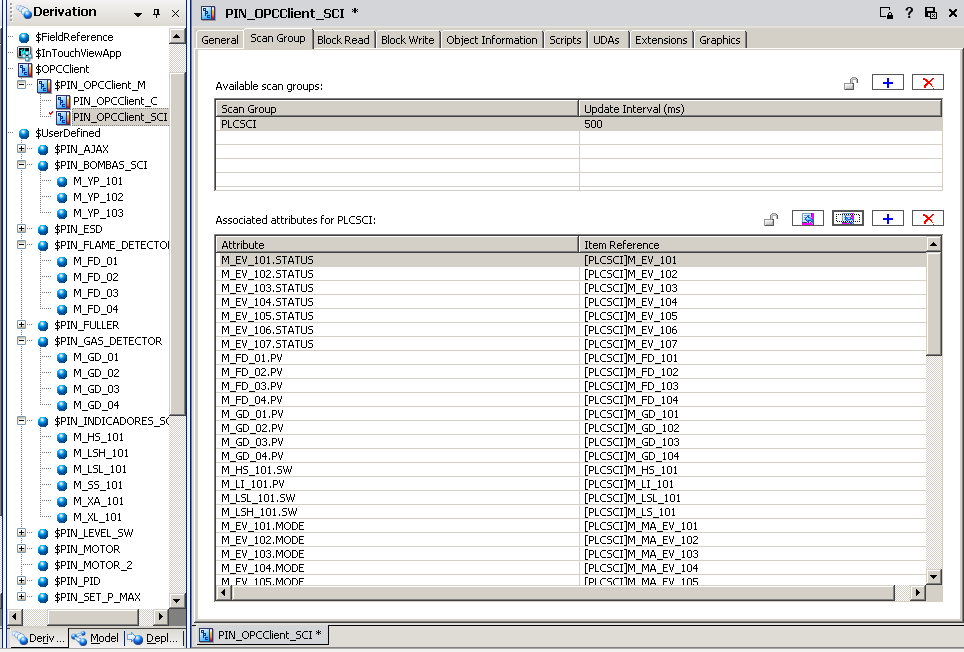 Derivation
$FieldReference
$InTouchViewApp
$OPCClient
$PIN_OPCClient_M
PIN_OPCClient_C
PIN_OPCClient_SCI
$UserDefined
$PIN_AJAX
$PIN_BOMBAS_SCI
M_YP_101
M_YP_102
M_YP_103
$PIN_ESD
$PIN_FLAME_DETECTO
M_FD_01
M_FD_02
M_FD_03
M_FD_04
$PIN_FULLER
$PIN_GAS_DETECTOR
M_GD_01
M_GD_02
M_GD_03
M_GD_04
$PIN_INDICADORES_SC
M_HS_101
M_LSH_101
M_LSL_101
M_SS_101
M_XA_101
M_XL_101
$PIN_LEVEL_SW
$PIN_MOTOR
$PIN_MOTOR_2
$PIN_PID
$PIN_SET_P_MAX
Deriv... Model Depl...
PIN_OPCClient_SCI *
General Scan Group Block Read Block Write Object Information Scripts UDAs Extensions Graphics
Available scan groups:
Scan Group Update Interval (ms)
PLCSCI 500
Associated attributes for PLCSCI:
Attribute Item Reference
M_EV_101.STATUS [PLCSCI]M_EV_101
M_EV_102.STATUS [PLCSCI]M_EV_102
M_EV_103.STATUS [PLCSCI]M_EV_103
M_EV_104.STATUS [PLCSCI]M_EV_104
M_EV_105.STATUS [PLCSCI]M_EV_105
M_EV_106.STATUS [PLCSCI]M_EV_106
M_EV_107.STATUS [PLCSCI]M_EV_107
M_FD_01.PV [PLCSCI]M_FD_101
M_FD_02.PV [PLCSCI]M_FD_102
M_FD_03.PV [PLCSCI]M_FD_103
M_FD_04.PV [PLCSCI]M_FD_104
M_GD_01.PV [PLCSCI]M_GD_101
M_GD_02.PV [PLCSCI]M_GD_102
M_GD_03.PV [PLCSCI]M_GD_103
M_GD_04.PV [PLCSCI]M_GD_104
M_HS_101.SW [PLCSCI]M_HS_101
M_LI_101.PV [PLCSCI]M_LI_101
M_LSL_101.SW [PLCSCI]M_LSL_101
M_LSH_101.SW [PLCSCI]M_LS_101
M_EV_101.MODE [PLCSCI]M_MA_EV_101
M_EV_102.MODE [PLCSCI]M_MA_EV_102
M_EV_103.MODE [PLCSCI]M_MA_EV_103
M_EV_104.MODE [PLCSCI]M_MA_EV_104
M_EV_105.MODE [PLCSCI]M_MA_EV_105
PIN_OPCClient_SCI *